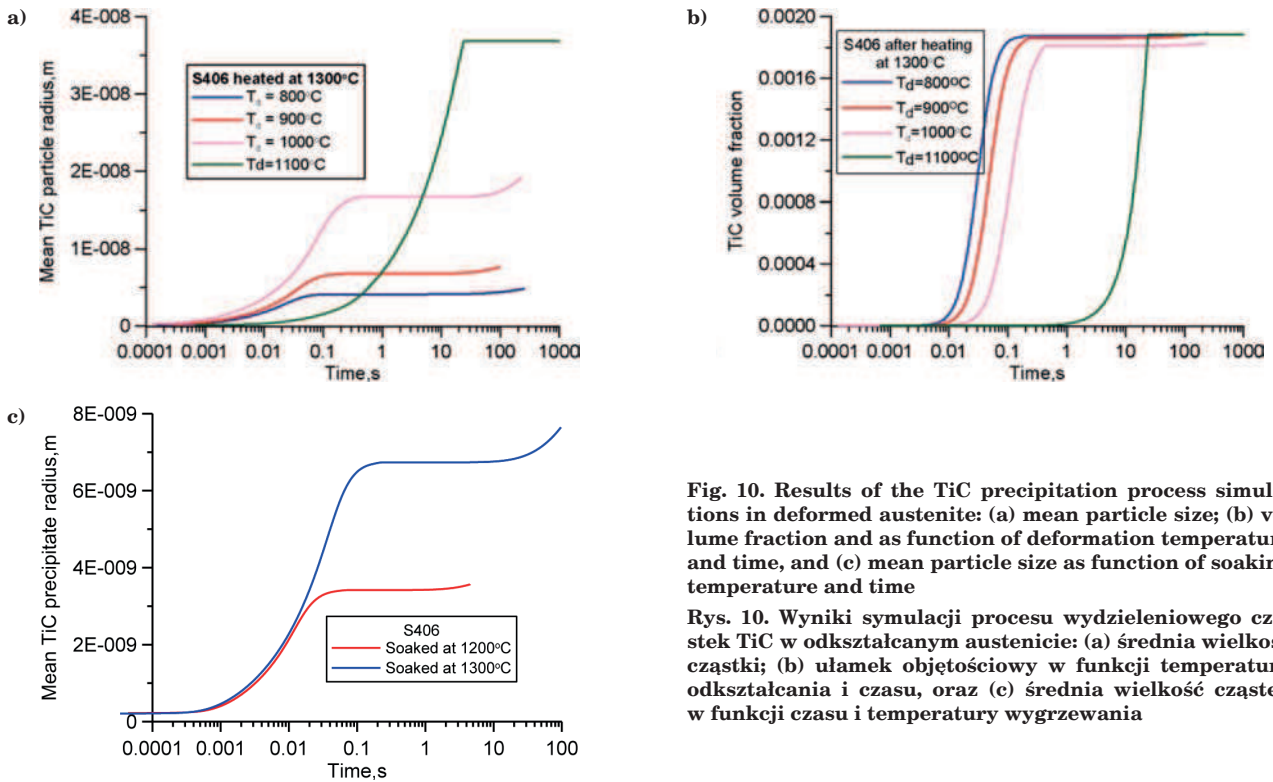 a)
Mean TiC particle radius,m
4E-008
3E-008
2E-008
1E-008
0
S406 heated at 1300°C
T_d = 800°C
T_d = 900°C
T_d = 1000°C
Td=1100°C
0.0001 0.001 0.01 0.1 1 10 100 1000
Time,s
b)
TiC volume fraction
0.0020
0.0016
0.0012
0.0008
0.0004
0.0000
S406 after heating
at 1300°C
T_d=800°C
T_d=900°C
T_d=1000°C
T_d=1100°C
0.0001 0.001 0.01 0.1 1 10 100 1000
Time,s
c)
Mean TiC precipitate radius,m
8E-009
6E-009
4E-009
2E-009
0
S406
Soaked at 1200°C
Soaked at 1300°C
0.0001 0.001 0.01 0.1 1 10 100
Time,s
Fig. 10. Results of the TiC precipitation process simul
tions in deformed austenite: (a) mean particle size; (b) v
lume fraction and as function of deformation temperatur
and time, and (c) mean particle size as function of soakin
temperature and time
Rys. 10. Wyniki symulacji procesu wydzieleniowego cz
stek TiC w odkształcanym austenicie: (a) średnia wielkoś
cząstki; (b) ułamek objętościowy w funkcji temperatur
odkształcania i czasu, oraz (c) średnia wielkość cząste
w funkcji czasu i temperatury wygrzewania